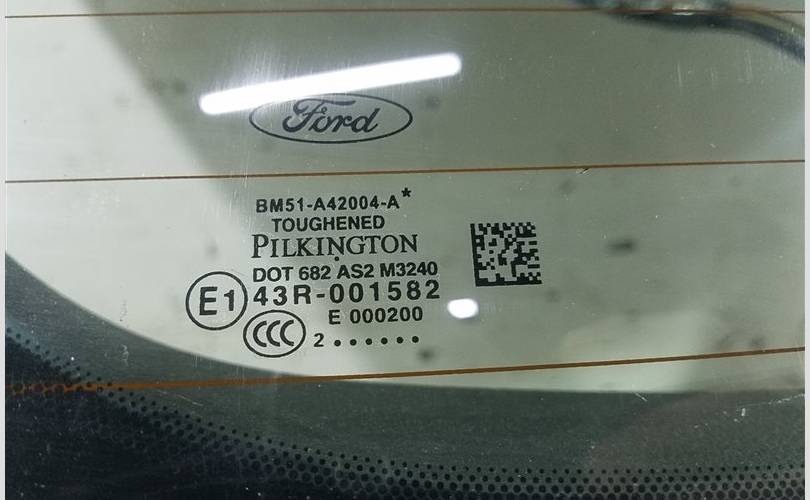 Ford
BM51-A42004-A*
TOUGHENED
PILKINGTON
DOT 682 AS2 M3240
E1 43R-001582
E 000200
CCC 2 . . . . . .